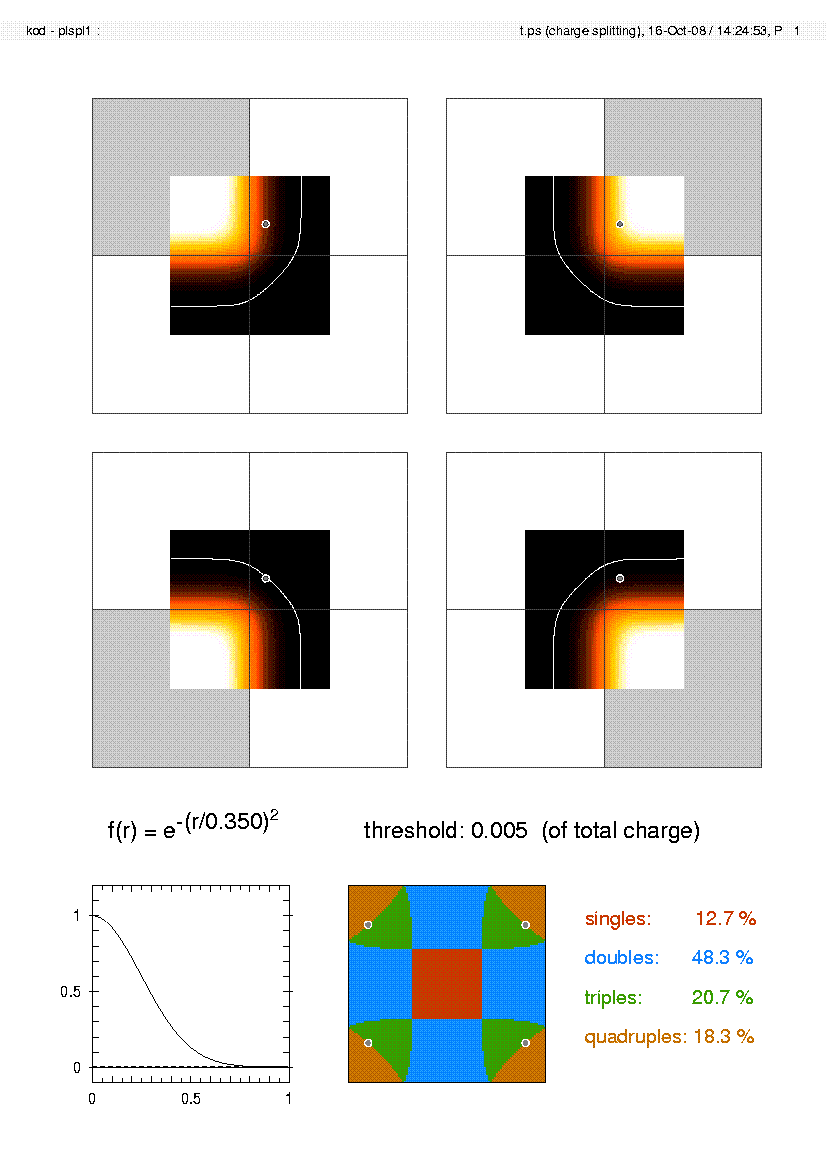 kod - plspl1 :
t.ps (charge splitting), 16-Oct-08 / 14:24:53, P 1
f(r) = e-(r/0.350)2
threshold: 0.005 (of total charge)
1
0.5
0
0
0.5
1
singles: 12.7 %
doubles: 48.3 %
triples: 20.7 %
quadruples: 18.3 %